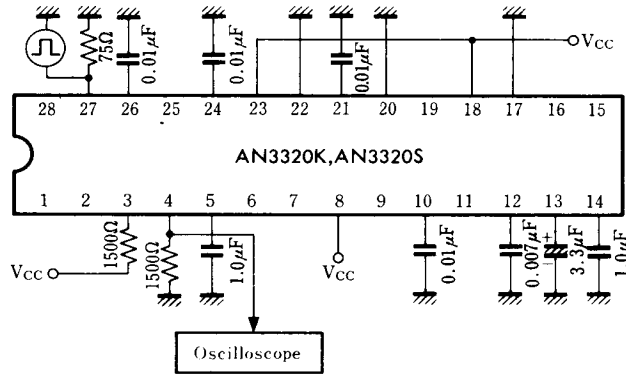 75Ω
0.01µF
0.01µF
0.01µF
Vcc
28 27 26 25 24 23 22 21 20 19 18 17 16 15
AN3320K,AN3320S
1 2 3 4 5 6 7 8 9 10 11 12 13 14
1500Ω
Vcc
1500Ω
1.0µF
Vcc
0.01µF
0.007µF
+
−
3.3µF
1.0µF
Oscilloscope